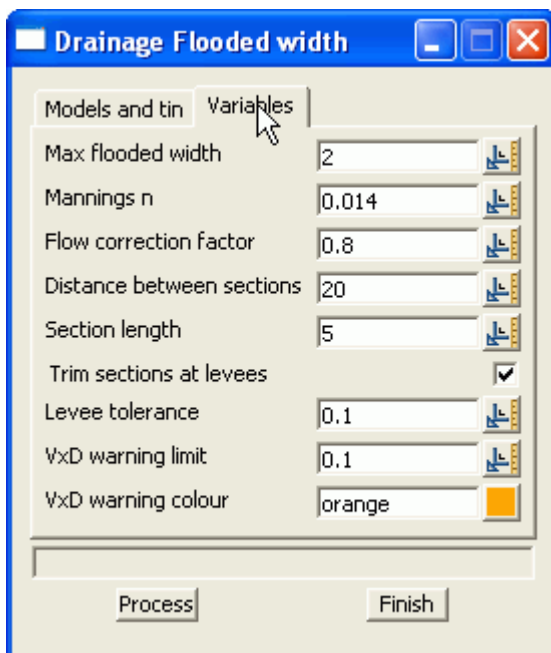 Drainage Flooded width
Models and tin Variables
Max flooded width 2
Mannings n 0.014
Flow correction factor 0.8
Distance between sections 20
Section length 5
Trim sections at levees
Levee tolerance 0.1
VxD warning limit 0.1
VxD warning colour orange
Process Finish